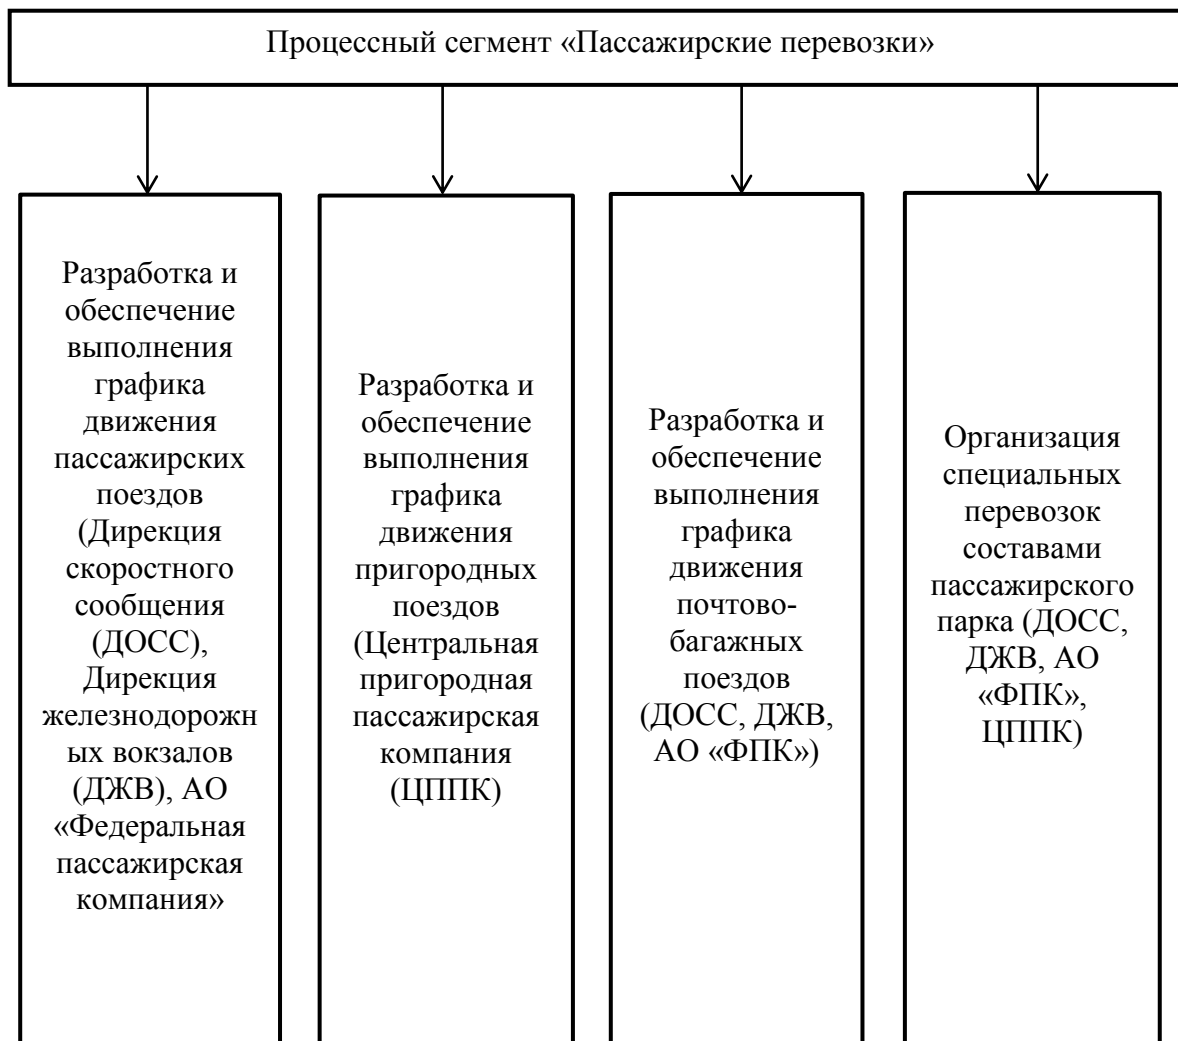 Процессный сегмент «Пассажирские перевозки»
Разработка и
обеспечение
выполнения
графика
движения
пассажирских
поездов
(Дирекция
скоростного
сообщения
(ДОСС),
Дирекция
железнодорожн
ых вокзалов
(ДЖВ), АО
«Федеральная
пассажирская
компания»
Разработка и
обеспечение
выполнения
графика
движения
пригородных
поездов
(Центральная
пригородная
пассажирская
компания
(ЦППК)
Разработка и
обеспечение
выполнения
графика
движения
почтово-
багажных
поездов
(ДОСС, ДЖВ,
АО «ФПК»)
Организация
специальных
перевозок
составами
пассажирского
парка (ДОСС,
ДЖВ, АО
«ФПК»,
ЦППК)